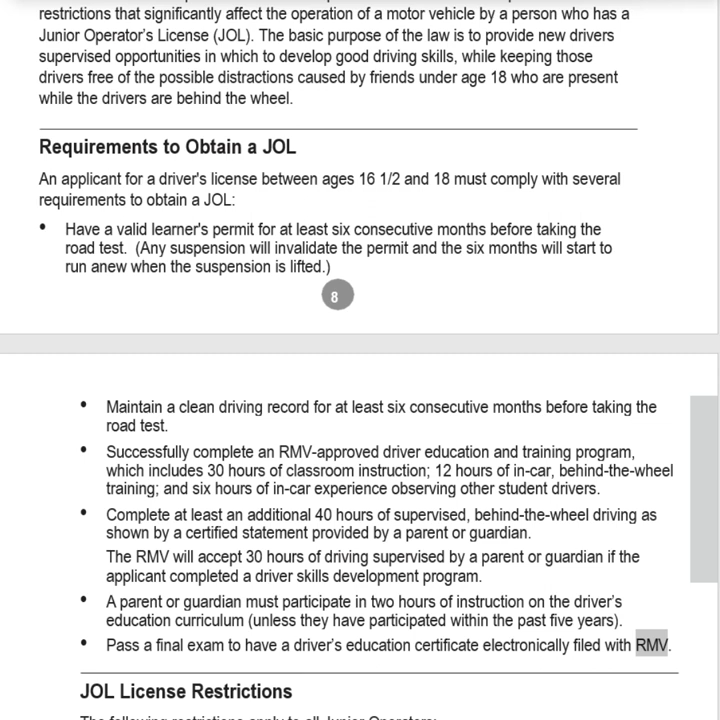 restrictions that significantly affect the operation of a motor vehicle by a person who has a
Junior Operator's License (JOL). The basic purpose of the law is to provide new drivers
supervised opportunities in which to develop good driving skills, while keeping those
drivers free of the possible distractions caused by friends under age 18 who are present
while the drivers are behind the wheel.
Requirements to Obtain a JOL
An applicant for a driver's license between ages 16 1/2 and 18 must comply with several
requirements to obtain a JOL:
• Have a valid learner's permit for at least six consecutive months before taking the
road test. (Any suspension will invalidate the permit and the six months will start to
run anew when the suspension is lifted.)
8
• Maintain a clean driving record for at least six consecutive months before taking the
road test.
• Successfully complete an RMV-approved driver education and training program,
which includes 30 hours of classroom instruction; 12 hours of in-car, behind-the-wheel
training; and six hours of in-car experience observing other student drivers.
• Complete at least an additional 40 hours of supervised, behind-the-wheel driving as
shown by a certified statement provided by a parent or guardian.
The RMV will accept 30 hours of driving supervised by a parent or guardian if the
applicant completed a driver skills development program.
• A parent or guardian must participate in two hours of instruction on the driver's
education curriculum (unless they have participated within the past five years).
• Pass a final exam to have a driver's education certificate electronically filed with RMV.
JOL License Restrictions
The following restrictions apply to all Junior Operators: